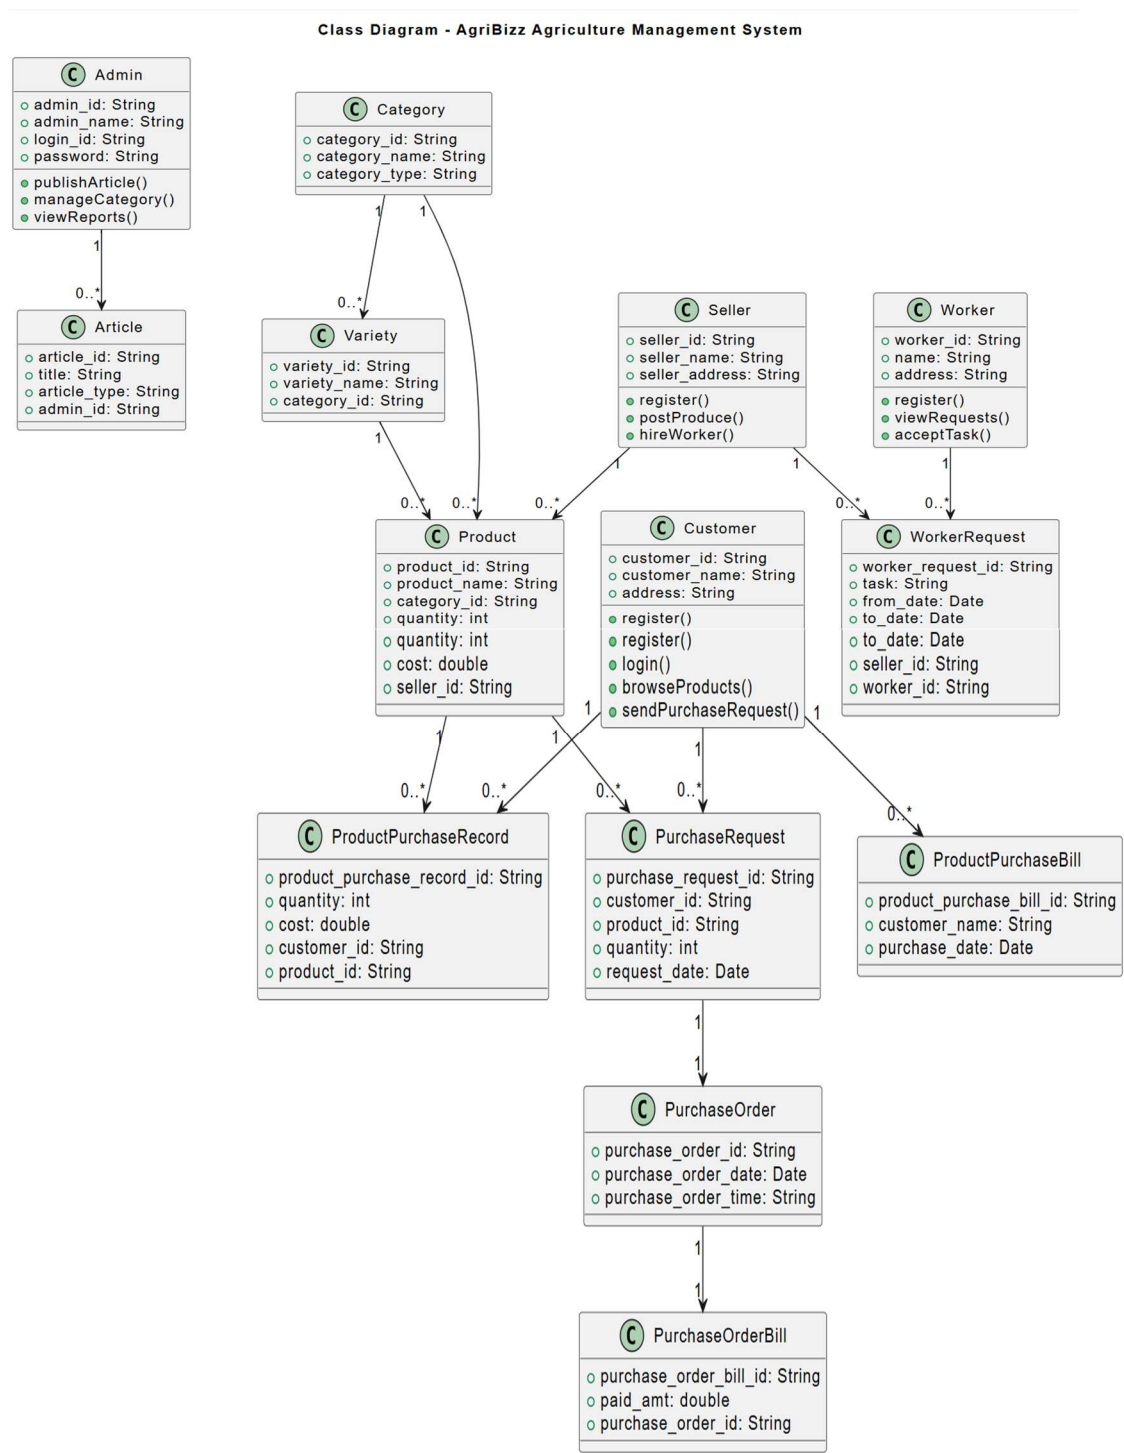 Class Diagram - AgriBizz Agriculture Management System
C Admin
admin_id: String
admin_name: String
login_id: String
password: String
publishArticle()
manageCategory()
viewReports()
1
0..*
C Article
article_id: String
title: String
article_type: String
admin_id: String
C Category
category_id: String
category_name: String
category_type: String
1
1
0..*
C Variety
variety_id: String
variety_name: String
category_id: String
1
0..*
0..*
C Seller
seller_id: String
seller_name: String
seller_address: String
register()
postProduce()
hireWorker()
1
1
0..*
0..*
C Worker
worker_id: String
name: String
address: String
register()
viewRequests()
acceptTask()
1
0..*
C Product
product_id: String
product_name: String
category_id: String
quantity: int
quantity: int
cost: double
seller_id: String
1
1
0..*
0..*
C Customer
customer_id: String
customer_name: String
address: String
register()
register()
login()
browseProducts()
sendPurchaseRequest()
1
1
1
0..*
0..*
0..*
C WorkerRequest
worker_request_id: String
task: String
from_date: Date
to_date: Date
to_date: Date
seller_id: String
worker_id: String
C ProductPurchaseRecord
product_purchase_record_id: String
quantity: int
cost: double
customer_id: String
product_id: String
C PurchaseRequest
purchase_request_id: String
customer_id: String
product_id: String
quantity: int
request_date: Date
C ProductPurchaseBill
product_purchase_bill_id: String
customer_name: String
purchase_date: Date
1
1
C PurchaseOrder
purchase_order_id: String
purchase_order_date: Date
purchase_order_time: String
1
1
C PurchaseOrderBill
purchase_order_bill_id: String
paid_amt: double
purchase_order_id: String